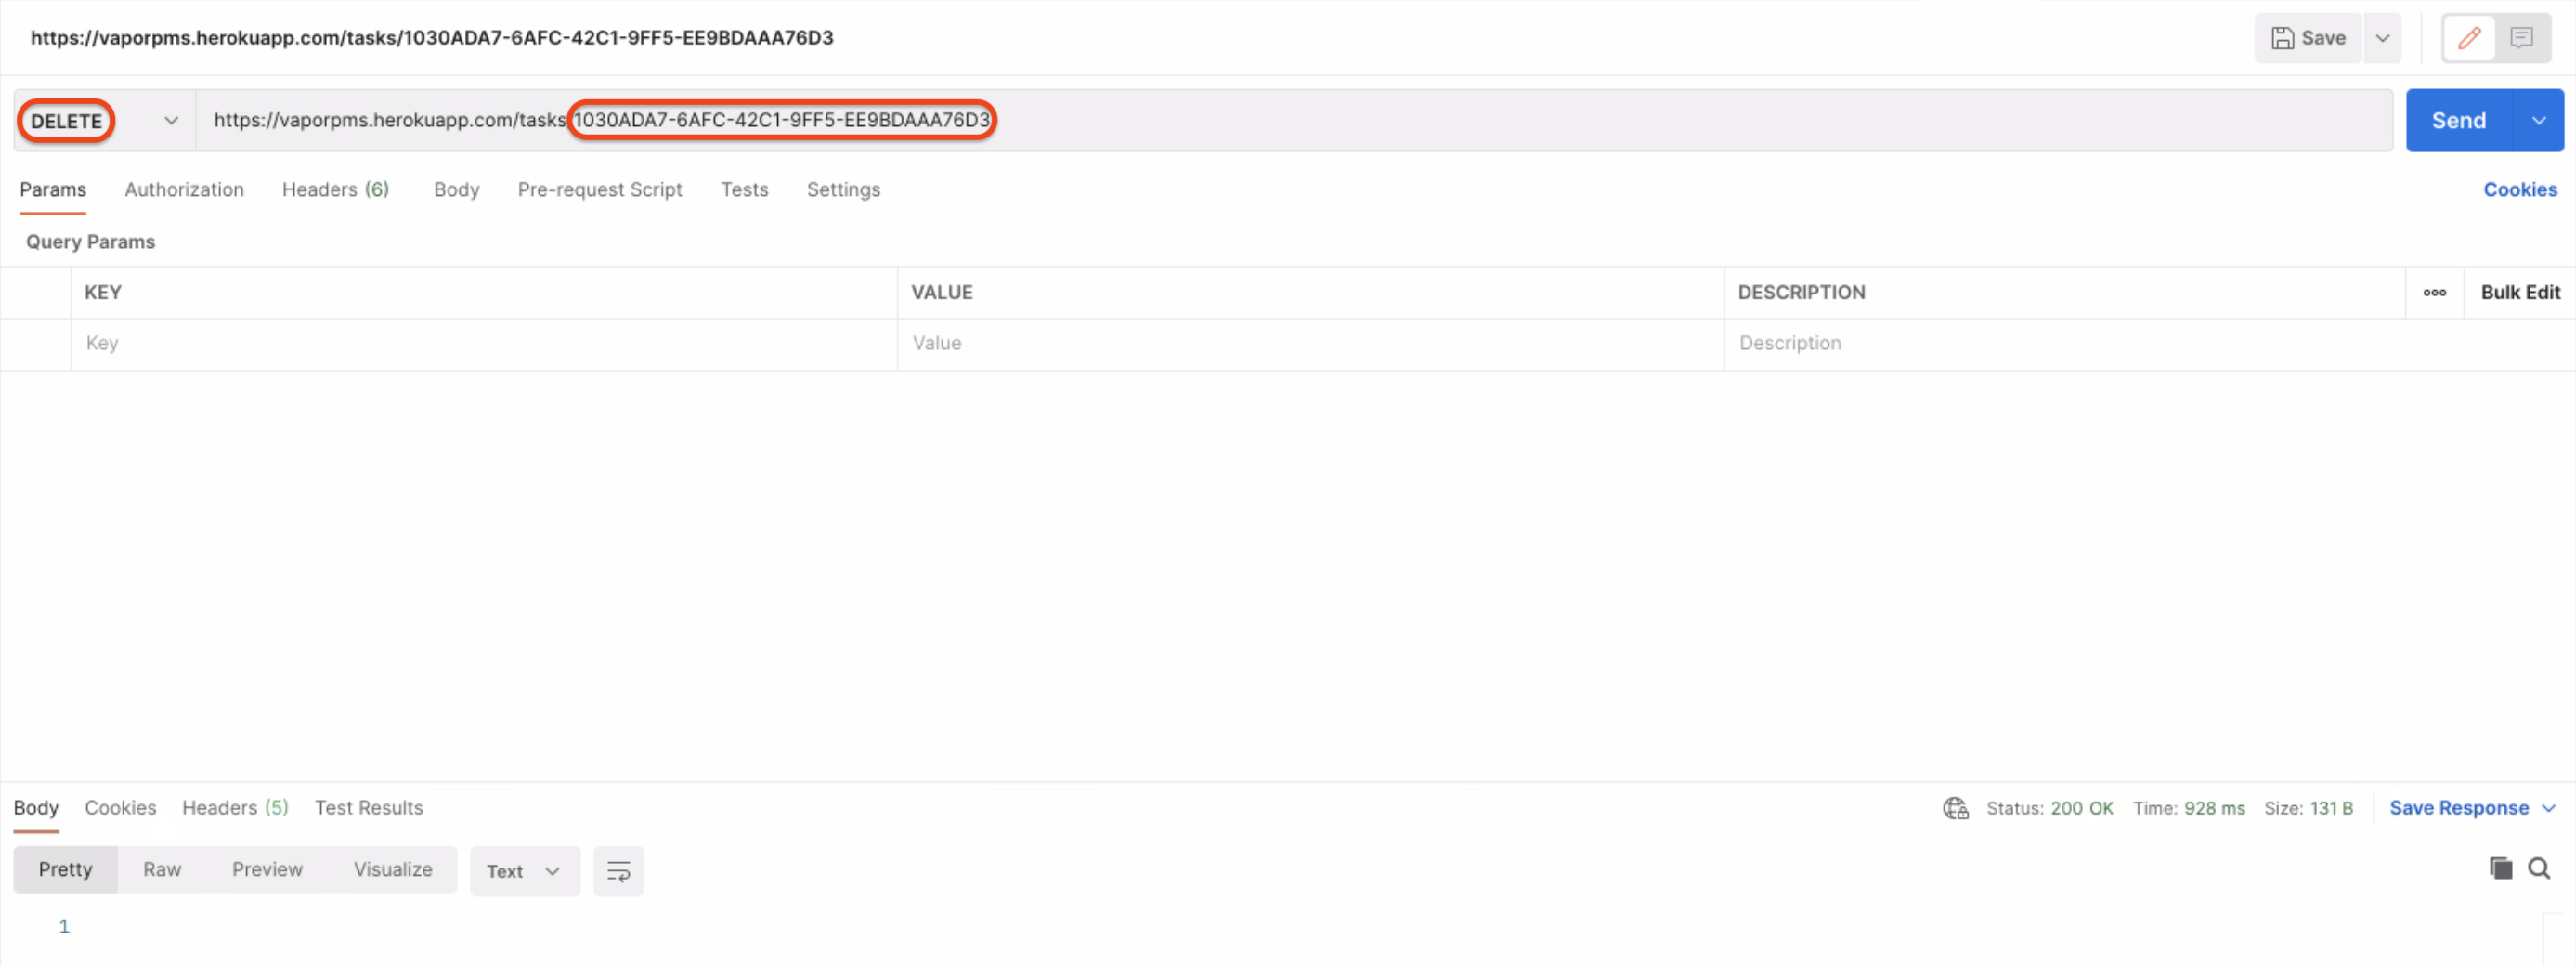 https://vaporpms.herokuapp.com/tasks/1030ADA7-6AFC-42C1-9FF5-EE9BDAAA76D3
Save
DELETE https://vaporpms.herokuapp.com/tasks/1030ADA7-6AFC-42C1-9FF5-EE9BDAAA76D3 Send
Params Authorization Headers (6) Body Pre-request Script Tests Settings Cookies
Query Params
KEY VALUE DESCRIPTION ooo Bulk Edit
Key Value Description
Body Cookies Headers (5) Test Results Status: 200 OK Time: 928 ms Size: 131 B Save Response
Pretty Raw Preview Visualize Text
1